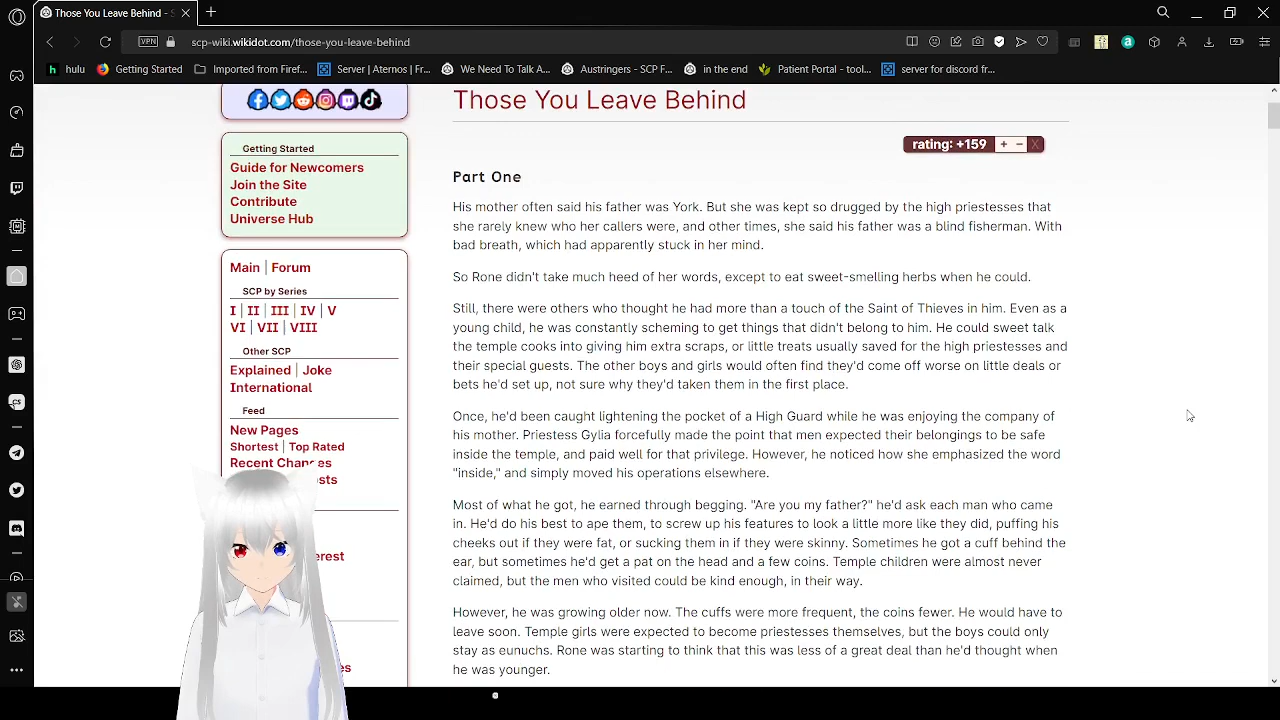 Those You Leave Behind - S
scp-wiki.wikidot.com/those-you-leave-behind
VPN
hulu
Getting Started
Imported from Firef...
Server | Aternos | Fr...
We Need To Talk A...
Austringers - SCP F...
in the end
Patient Portal - tool...
server for discord fr...
Getting Started
Guide for Newcomers
Join the Site
Contribute
Universe Hub
Main | Forum
SCP by Series
I | II | III | IV | V
VI | VII | VIII
Other SCP
Explained | Joke
International
Feed
New Pages
Shortest | Top Rated
Recent Changes
Those You Leave Behind
rating: +159 + − X
Part One
His mother often said his father was York. But she was kept so drugged by the high priestesses that
she rarely knew who her callers were, and other times, she said his father was a blind fisherman. With
bad breath, which had apparently stuck in her mind.
So Rone didn't take much heed of her words, except to eat sweet-smelling herbs when he could.
Still, there were others who thought he had more than a touch of the Saint of Thieves in him. Even as a
young child, he was constantly scheming to get things that didn't belong to him. He could sweet talk
the temple cooks into giving him extra scraps, or little treats usually saved for the high priestesses and
their special guests. The other boys and girls would often find they'd come off worse on little deals or
bets he'd set up, not sure why they'd taken them in the first place.
Once, he'd been caught lightening the pocket of a High Guard while he was enjoying the company of
his mother. Priestess Gylia forcefully made the point that men expected their belongings to be safe
inside the temple, and paid well for that privilege. However, he noticed how she emphasized the word
"inside," and simply moved his operations elsewhere.
Most of what he got, he earned through begging. "Are you my father?" he'd ask each man who came
in. He'd do his best to ape them, to screw up his features to look a little more like they did, puffing his
cheeks out if they were fat, or sucking them in if they were skinny. Sometimes he got a cuff behind the
ear, but sometimes he'd get a pat on the head and a few coins. Temple children were almost never
claimed, but the men who visited could be kind enough, in their way.
However, he was growing older now. The cuffs were more frequent, the coins fewer. He would have to
leave soon. Temple girls were expected to become priestesses themselves, but the boys could only
stay as eunuchs. Rone was starting to think that this was less of a great deal than he'd thought when
he was younger.